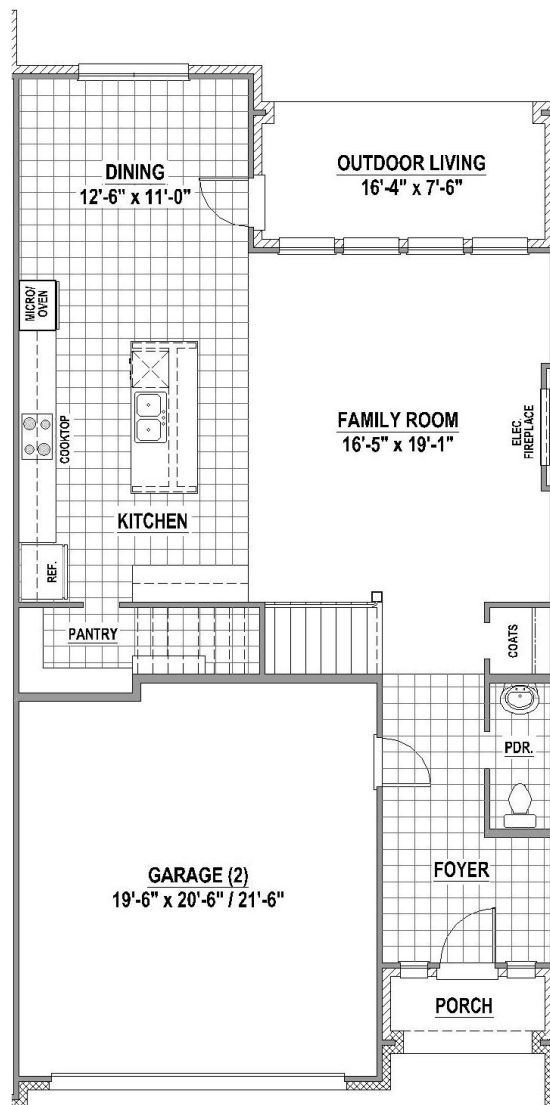 DINING
12'-6" x 11'-0"
OUTDOOR LIVING
16'-4" x 7'-6"
MICRO/
OVEN
COOKTOP
FAMILY ROOM
16'-5" x 19'-1"
ELEC.
FIREPLACE
KITCHEN
REF.
PANTRY
COATS
PDR.
GARAGE (2)
19'-6" x 20'-6" / 21'-6"
FOYER
PORCH